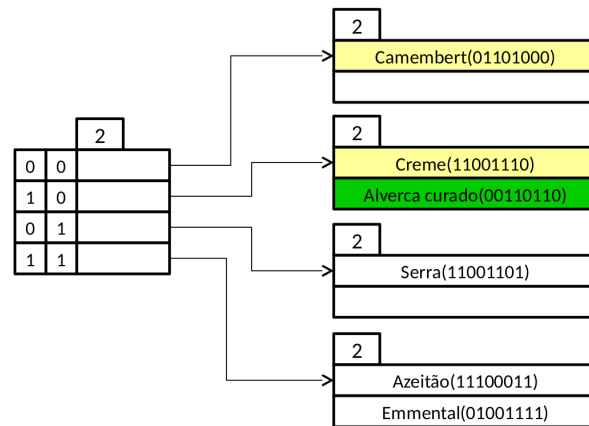 2
Camembert(01101000)
2
Creme(11001110)
Alverca curado(00110110)
2
0 0
1 0
0 1
1 1
2
Serra(11001101)
2
Azeitão(11100011)
Emmental(01001111)